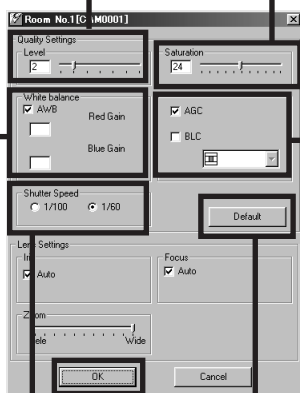 Room No.1[CAM0001]
Quality Settings
Level
2
Saturation
24
White balance
AWB
Red Gain
Blue Gain
AGC
BLC
Shutter Speed
1/100 1/60
Default
Lens Settings
Auto
Focus
Auto
Zoom
Tele Wide
OK Cancel